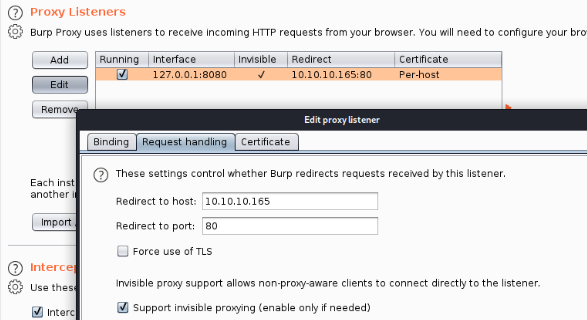 Proxy Listeners
Burp Proxy uses listeners to receive incoming HTTP requests from your browser. You will need to configure your
Add
Running Interface Invisible Redirect Certificate
127.0.0.1:8080 ✓ 10.10.10.165:80 Per-host
Edit
Remove
Edit proxy listener
Binding Request handling Certificate
These settings control whether Burp redirects requests received by this listener.
Each
another
Redirect to host: 10.10.10.165
Import
Redirect to port: 80
Force use of TLS
Invisible proxy support allows non-proxy-aware clients to connect directly to the listener.
Use these
Support invisible proxying (enable only if needed)